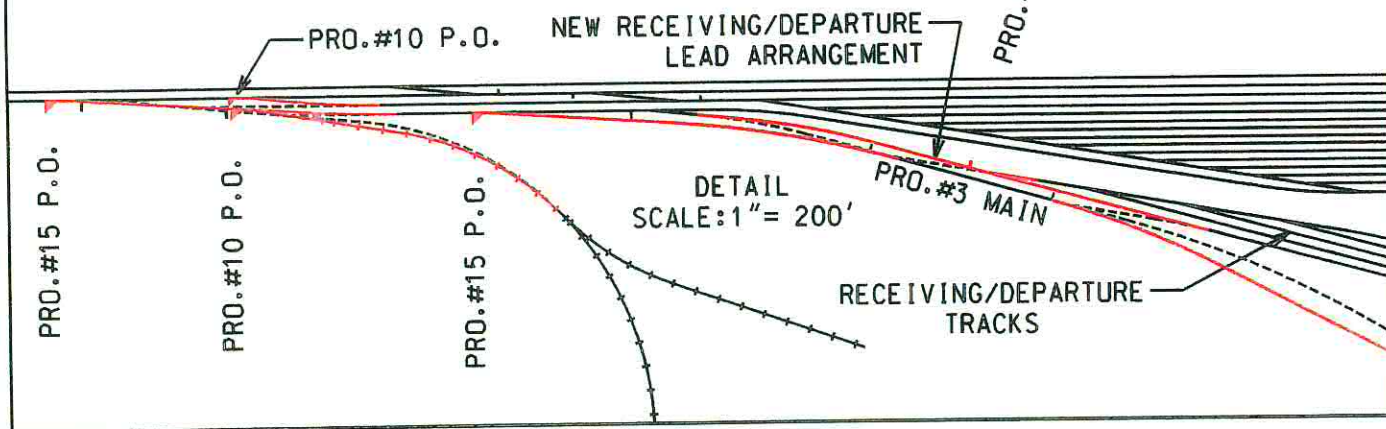 PRO.#10 P.O.
NEW RECEIVING/DEPARTURE
LEAD ARRANGEMENT
PRO.
PRO.#15 P.O.
PRO.#10 P.O.
PRO.#15 P.O.
DETAIL
SCALE:1"= 200'
PRO.#3 MAIN
RECEIVING/DEPARTURE
TRACKS